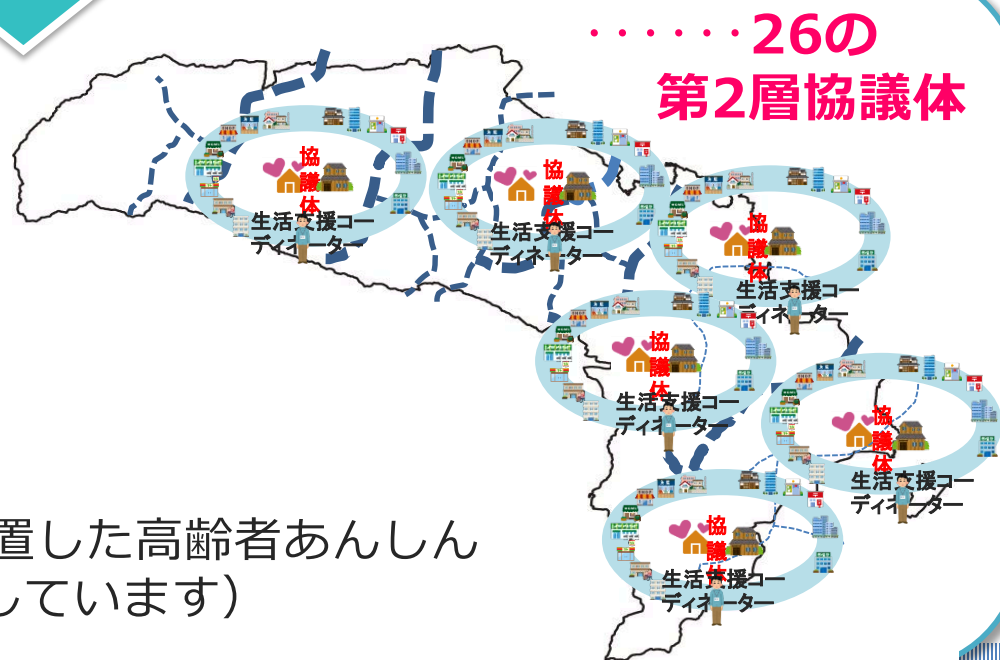 ・・・・・・26の
第2層協議体
協
議
体
生活支援コー
ディネーター
協
議
体
生活支援コー
ディネーター
協
議
体
生活支援コー
ディネーター
協
議
体
生活支援コー
ディネーター
協
議
体
生活支援コー
ディネーター
協
議
体
生活支援コー
ディネーター
置した高齢者あんしん
しています）